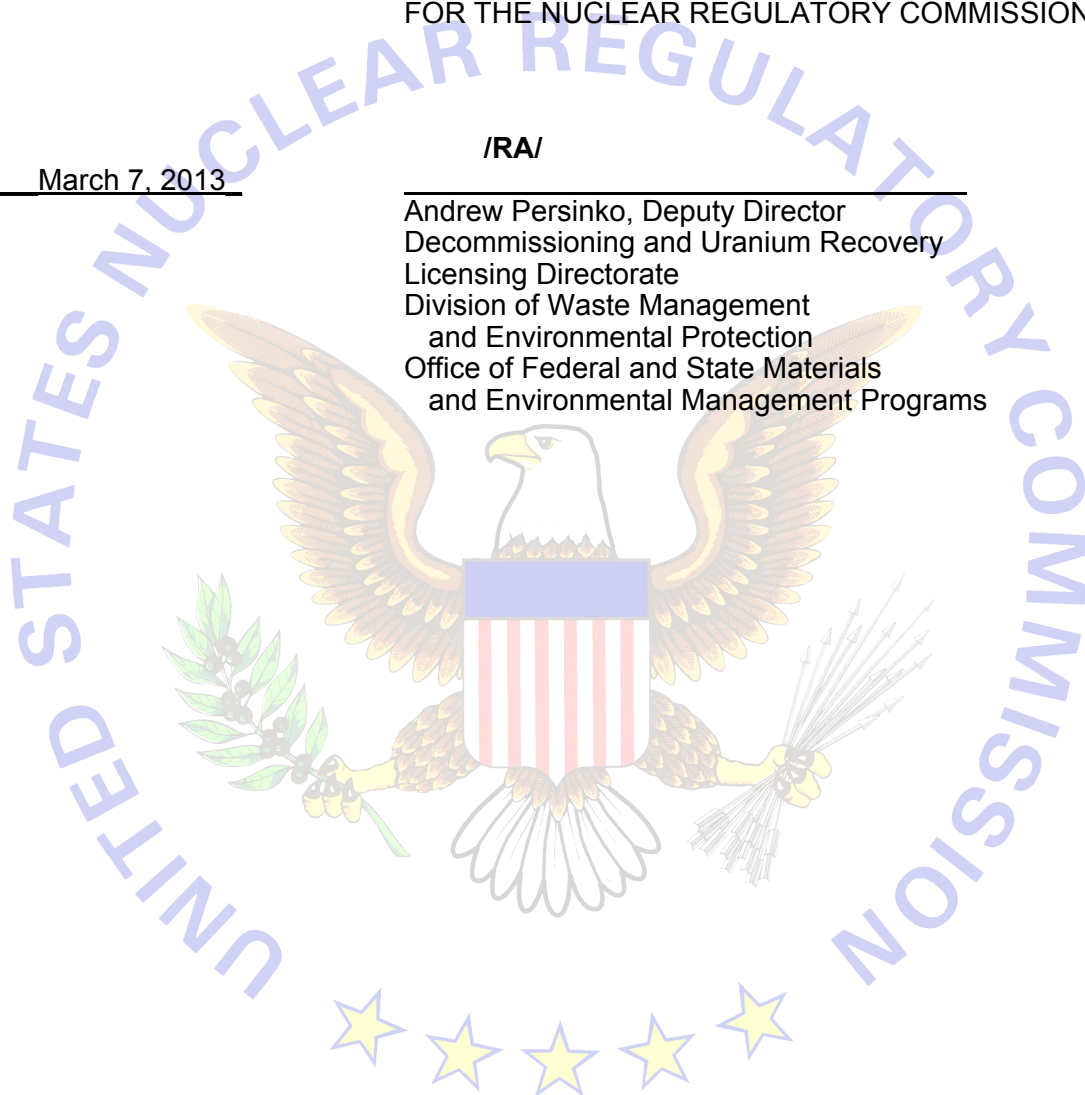 FOR THE NUCLEAR REGULATORY COMMISSION
/RA/
March 7, 2013
Andrew Persinko, Deputy Director
Decommissioning and Uranium Recovery
Licensing Directorate
Division of Waste Management
and Environmental Protection
Office of Federal and State Materials
and Environmental Management Programs
UNITED STATES NUCLEAR REGULATORY COMMISSION